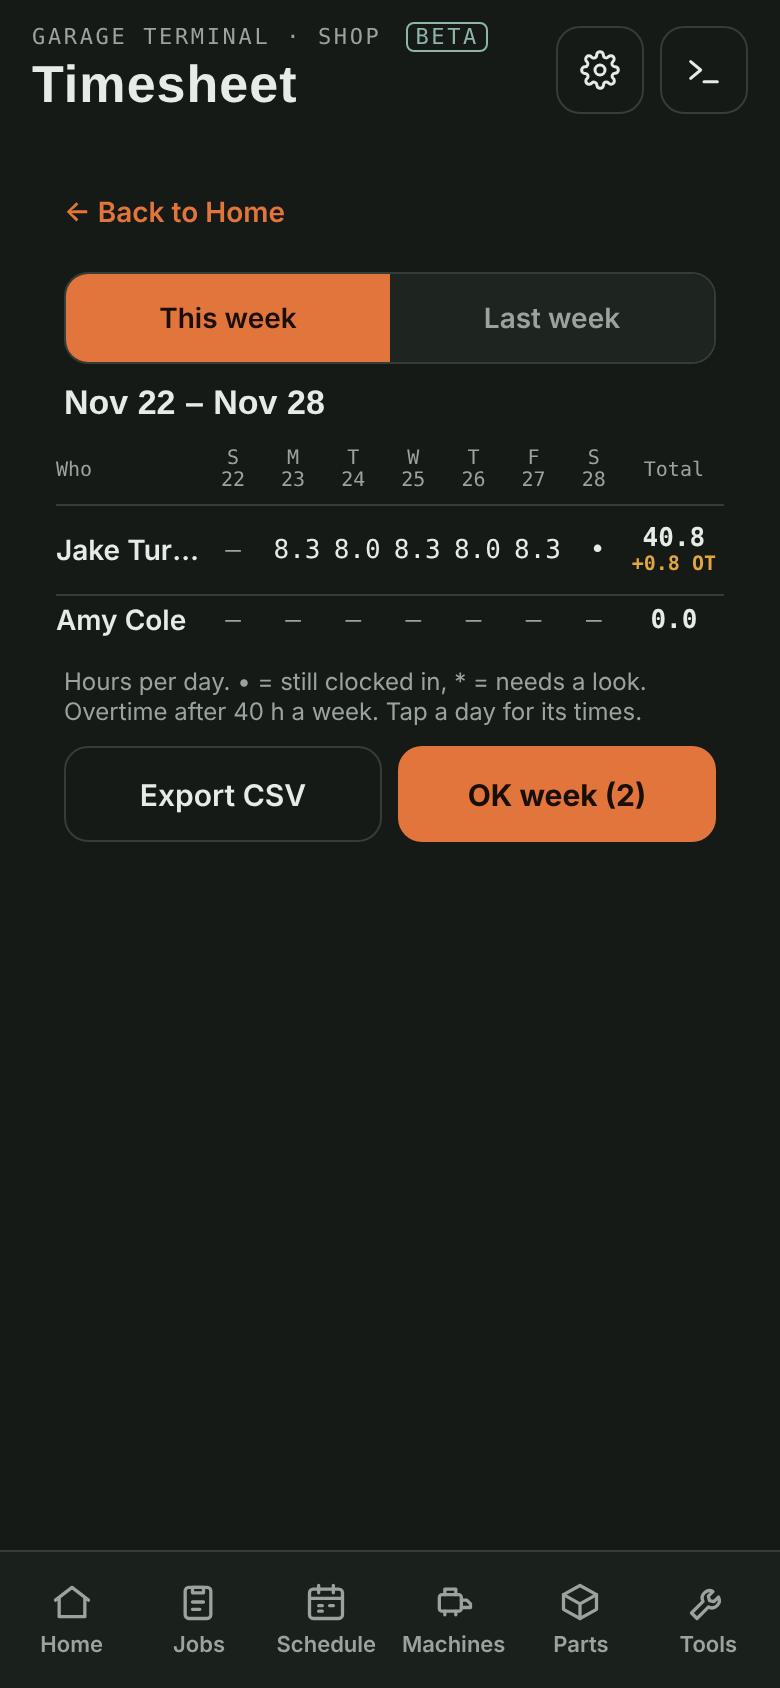 GARAGE TERMINAL · SHOP BETA
Timesheet
← Back to Home
This week Last week
Nov 22 – Nov 28
Who S 22 M 23 T 24 W 25 T 26 F 27 S 28 Total
Jake Tur... – 8.3 8.0 8.3 8.0 8.3 • 40.8
+0.8 OT
Amy Cole – – – – – – – 0.0
Hours per day. • = still clocked in, * = needs a look.
Overtime after 40 h a week. Tap a day for its times.
Export CSV OK week (2)
Home Jobs Schedule Machines Parts Tools